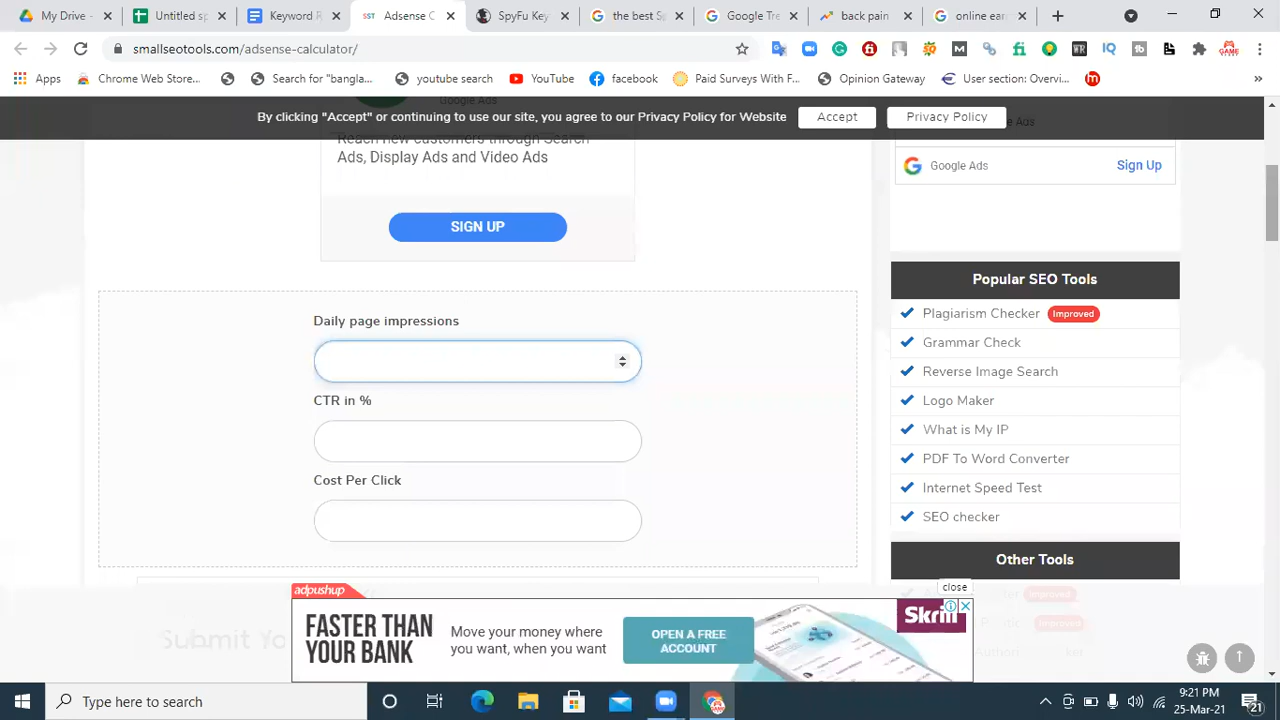 My Drive -
Untitled sp
Keyword R
Adsense C
SpyFu Key
the best Sp
Google Tre
back pain
online earn
smallseotools.com/adsense-calculator/
Apps
Chrome Web Store...
Search for "bangla...
youtube search
YouTube
facebook
Paid Surveys With F...
Opinion Gateway
User section: Overvi...
Google Ads
By clicking "Accept" or continuing to use our site, you agree to our Privacy Policy for Website
Accept
Privacy Policy
Reach new customers through Search
Ads, Display Ads and Video Ads
SIGN UP
Google Ads
Sign Up
Daily page impressions
CTR in %
Cost Per Click
Popular SEO Tools
Plagiarism Checker Improved
Grammar Check
Reverse Image Search
Logo Maker
What is My IP
PDF To Word Converter
Internet Speed Test
SEO checker
Other Tools
close
adpushup
FASTER THAN
YOUR BANK
Move your money where
you want, when you want
OPEN A FREE
ACCOUNT
Skrill
Submit Yo
Type here to search
9:21 PM
25-Mar-21
21